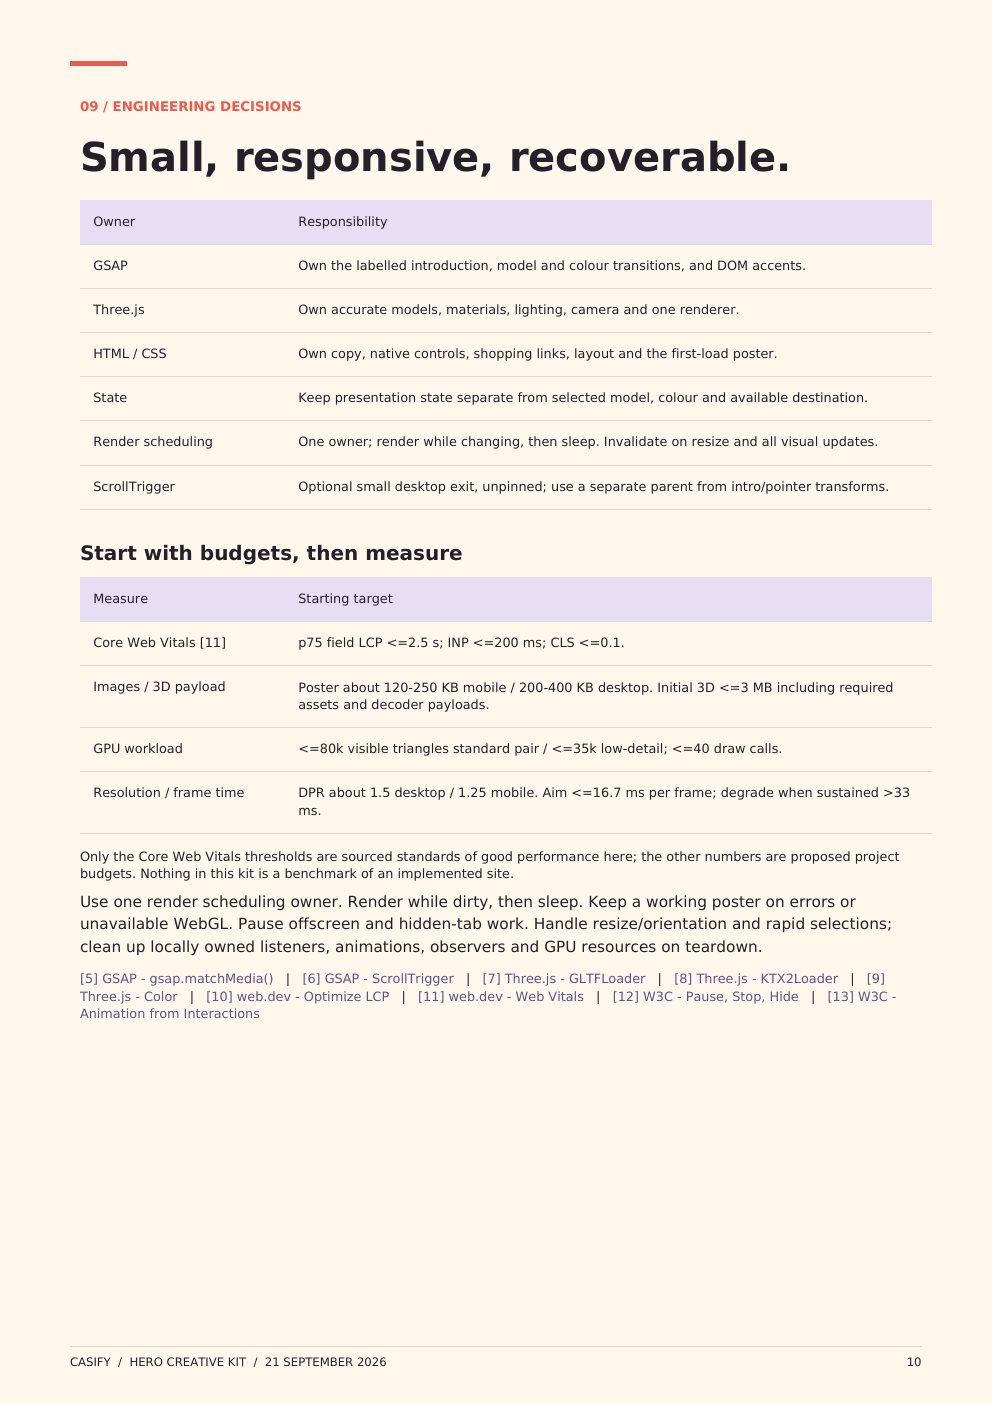 09 / ENGINEERING DECISIONS
Small, responsive, recoverable.
Owner Responsibility
GSAP Own the labelled introduction, model and colour transitions, and DOM accents.
Three.js Own accurate models, materials, lighting, camera and one renderer.
HTML / CSS Own copy, native controls, shopping links, layout and the first-load poster.
State Keep presentation state separate from selected model, colour and available destination.
Render scheduling One owner; render while changing, then sleep. Invalidate on resize and all visual updates.
ScrollTrigger Optional small desktop exit, unpinned; use a separate parent from intro/pointer transforms.
Start with budgets, then measure
Measure Starting target
Core Web Vitals [11] p75 field LCP <=2.5 s; INP <=200 ms; CLS <=0.1.
Images / 3D payload Poster about 120-250 KB mobile / 200-400 KB desktop. Initial 3D <=3 MB including required
assets and decoder payloads.
GPU workload <=80k visible triangles standard pair / <=35k low-detail; <=40 draw calls.
Resolution / frame time DPR about 1.5 desktop / 1.25 mobile. Aim <=16.7 ms per frame; degrade when sustained >33
ms.
Only the Core Web Vitals thresholds are sourced standards of good performance here; the other numbers are proposed project
budgets. Nothing in this kit is a benchmark of an implemented site.
Use one render scheduling owner. Render while dirty, then sleep. Keep a working poster on errors or
unavailable WebGL. Pause offscreen and hidden-tab work. Handle resize/orientation and rapid selections;
clean up locally owned listeners, animations, observers and GPU resources on teardown.
[5] GSAP - gsap.matchMedia() | [6] GSAP - ScrollTrigger | [7] Three.js - GLTFLoader | [8] Three.js - KTX2Loader | [9]
Three.js - Color | [10] web.dev - Optimize LCP | [11] web.dev - Web Vitals | [12] W3C - Pause, Stop, Hide | [13] W3C -
Animation from Interactions
CASIFY / HERO CREATIVE KIT / 21 SEPTEMBER 2026 10